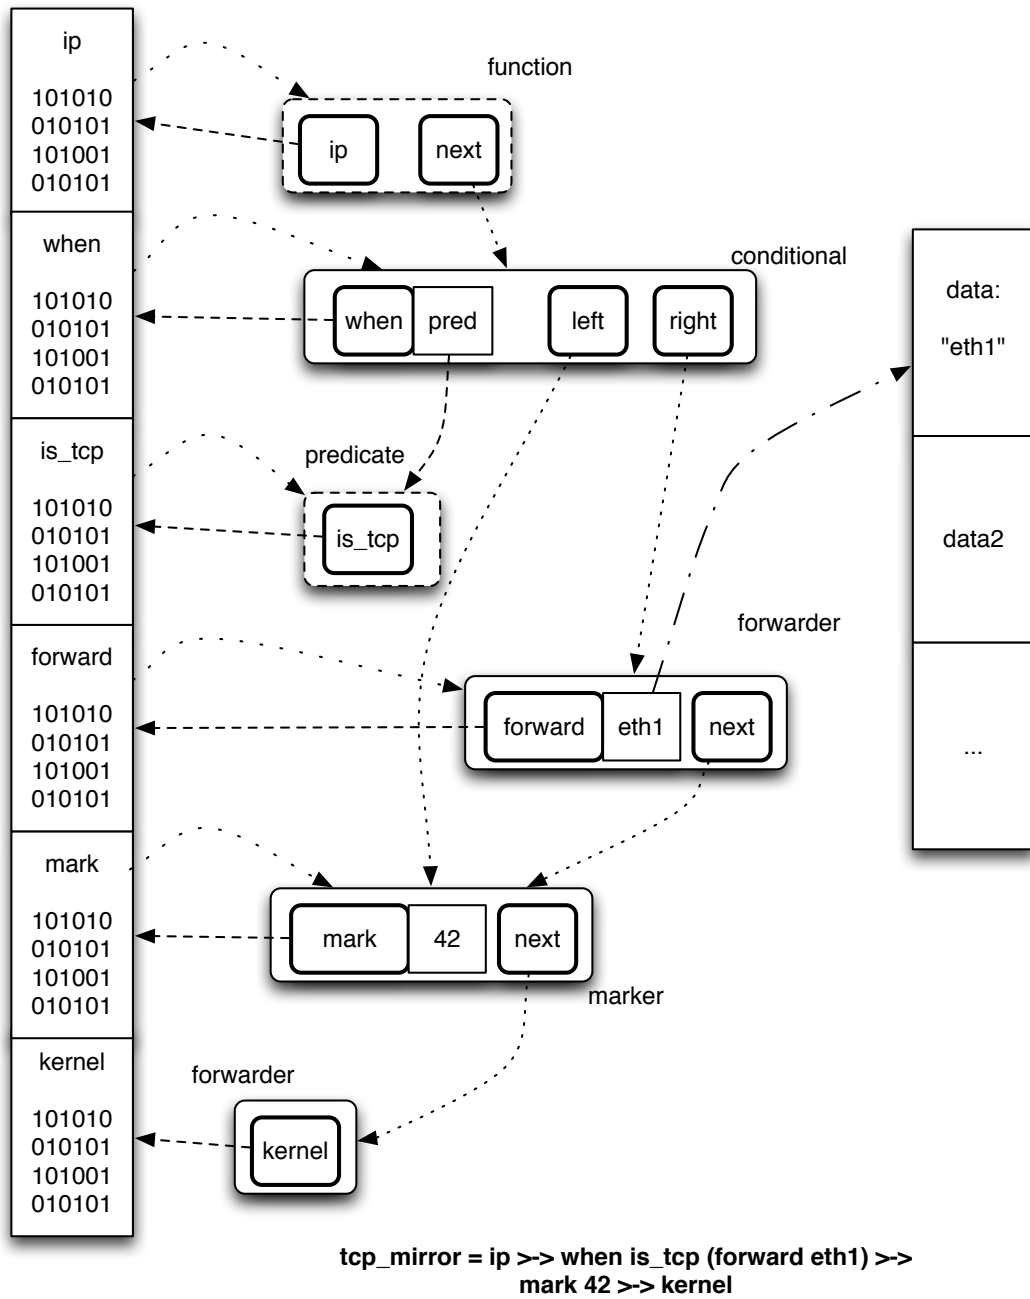 ip
101010
010101
101001
010101
when
101010
010101
101001
010101
is_tcp
101010
010101
101001
010101
forward
101010
010101
101001
010101
mark
101010
010101
101001
010101
kernel
101010
010101
101001
010101
function
ip next
conditional
when pred left right
predicate
is_tcp
forwarder
forward eth1 next
mark 42 next
marker
forwarder
kernel
data:
"eth1"
data2
...
tcp_mirror = ip >-> when is_tcp (forward eth1) >->
mark 42 >-> kernel